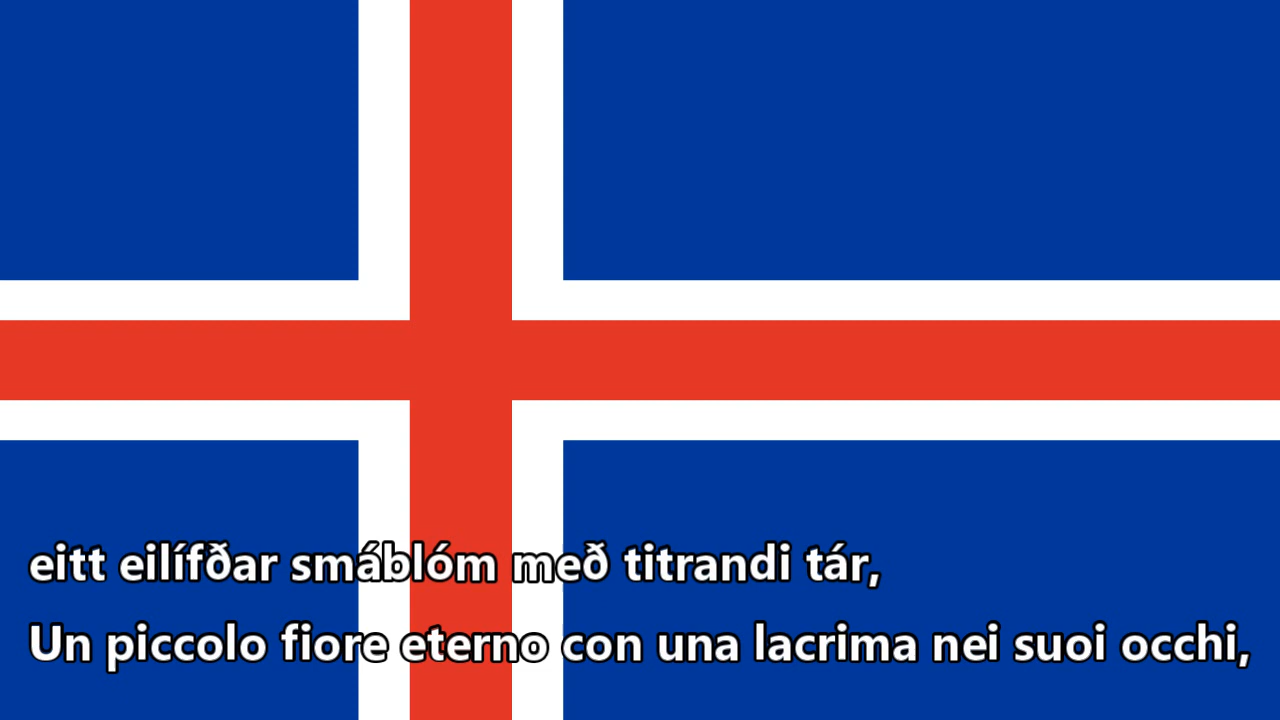 eitt eilífðar smáblóm með titrandi tár,
Un piccolo fiore eterno con una lacrima nei suoi occhi,